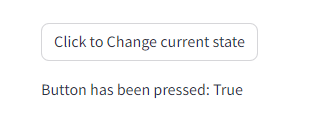 Click to Change current state
Button has been pressed: True